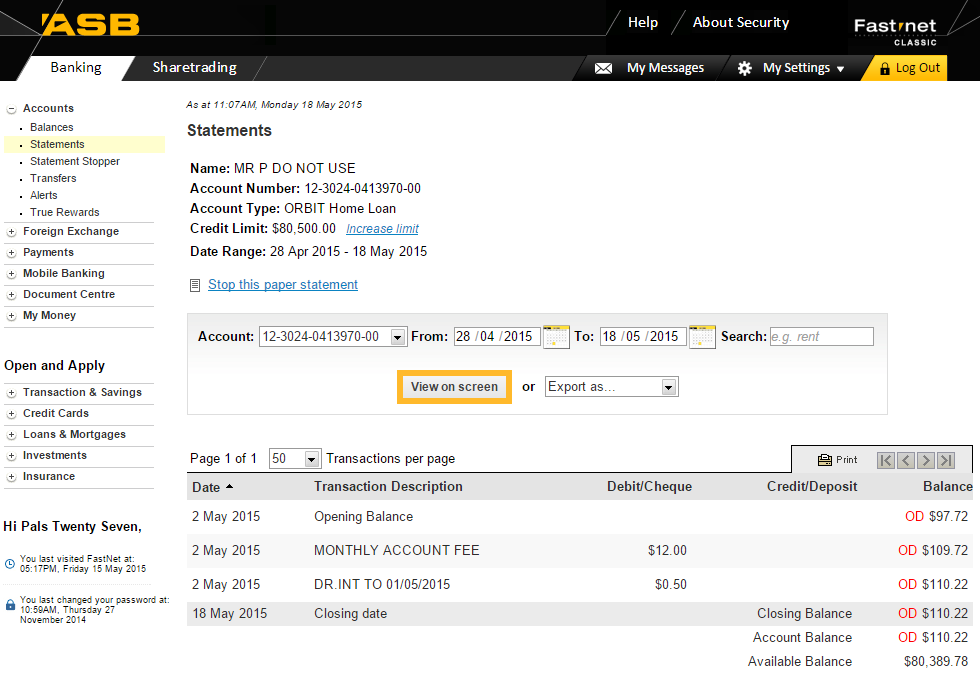 ASB
Help
About Security
Fastnet
CLASSIC
Banking
Sharetrading
My Messages
My Settings
Log Out
Accounts
Balances
Statements
Statement Stopper
Transfers
Alerts
True Rewards
Foreign Exchange
Payments
Mobile Banking
Document Centre
My Money
Open and Apply
Transaction & Savings
Credit Cards
Loans & Mortgages
Investments
Insurance
Hi Pals Twenty Seven,
You last visited FastNet at:
05:17PM, Friday 15 May 2015
You last changed your password at:
10:59AM, Thursday 27
November 2014
As at 11:07AM, Monday 18 May 2015
Statements
Name: MR P DO NOT USE
Account Number: 12-3024-0413970-00
Account Type: ORBIT Home Loan
Credit Limit: $80,500.00 Increase limit
Date Range: 28 Apr 2015 - 18 May 2015
Stop this paper statement
Account: 12-3024-0413970-00 From: 28 /04 /2015 To: 18 /05 /2015 Search: e.g. rent
View on screen or Export as...
Page 1 of 1 50 Transactions per page Print
Date Transaction Description Debit/Cheque Credit/Deposit Balance
2 May 2015 Opening Balance OD $97.72
2 May 2015 MONTHLY ACCOUNT FEE $12.00 OD $109.72
2 May 2015 DR.INT TO 01/05/2015 $0.50 OD $110.22
18 May 2015 Closing date Closing Balance OD $110.22
Account Balance OD $110.22
Available Balance $80,389.78